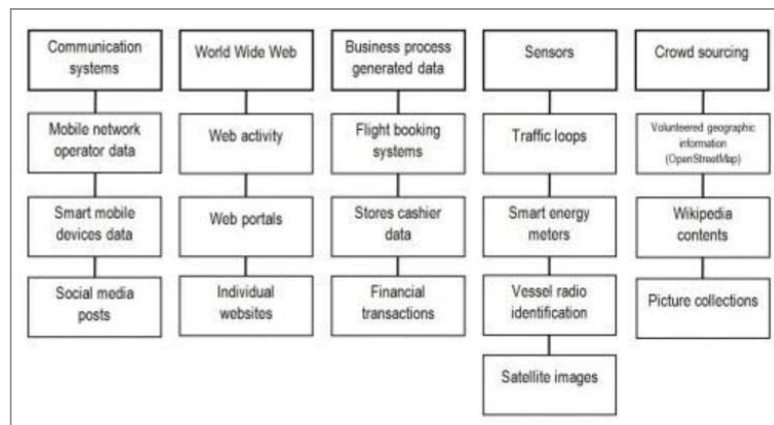 Communication
systems
Mobile network
operator data
Smart mobile
devices data
Social media
posts
World Wide Web
Web activity
Web portals
Individual
websites
Business process
generated data
Flight booking
systems
Stores cashier
data
Financial
transactions
Sensors
Traffic loops
Smart energy
meters
Vessel radio
identification
Satellite images
Crowd sourcing
Volunteered geographic
information
(OpenStreetMap)
Wikipedia
contents
Picture collections